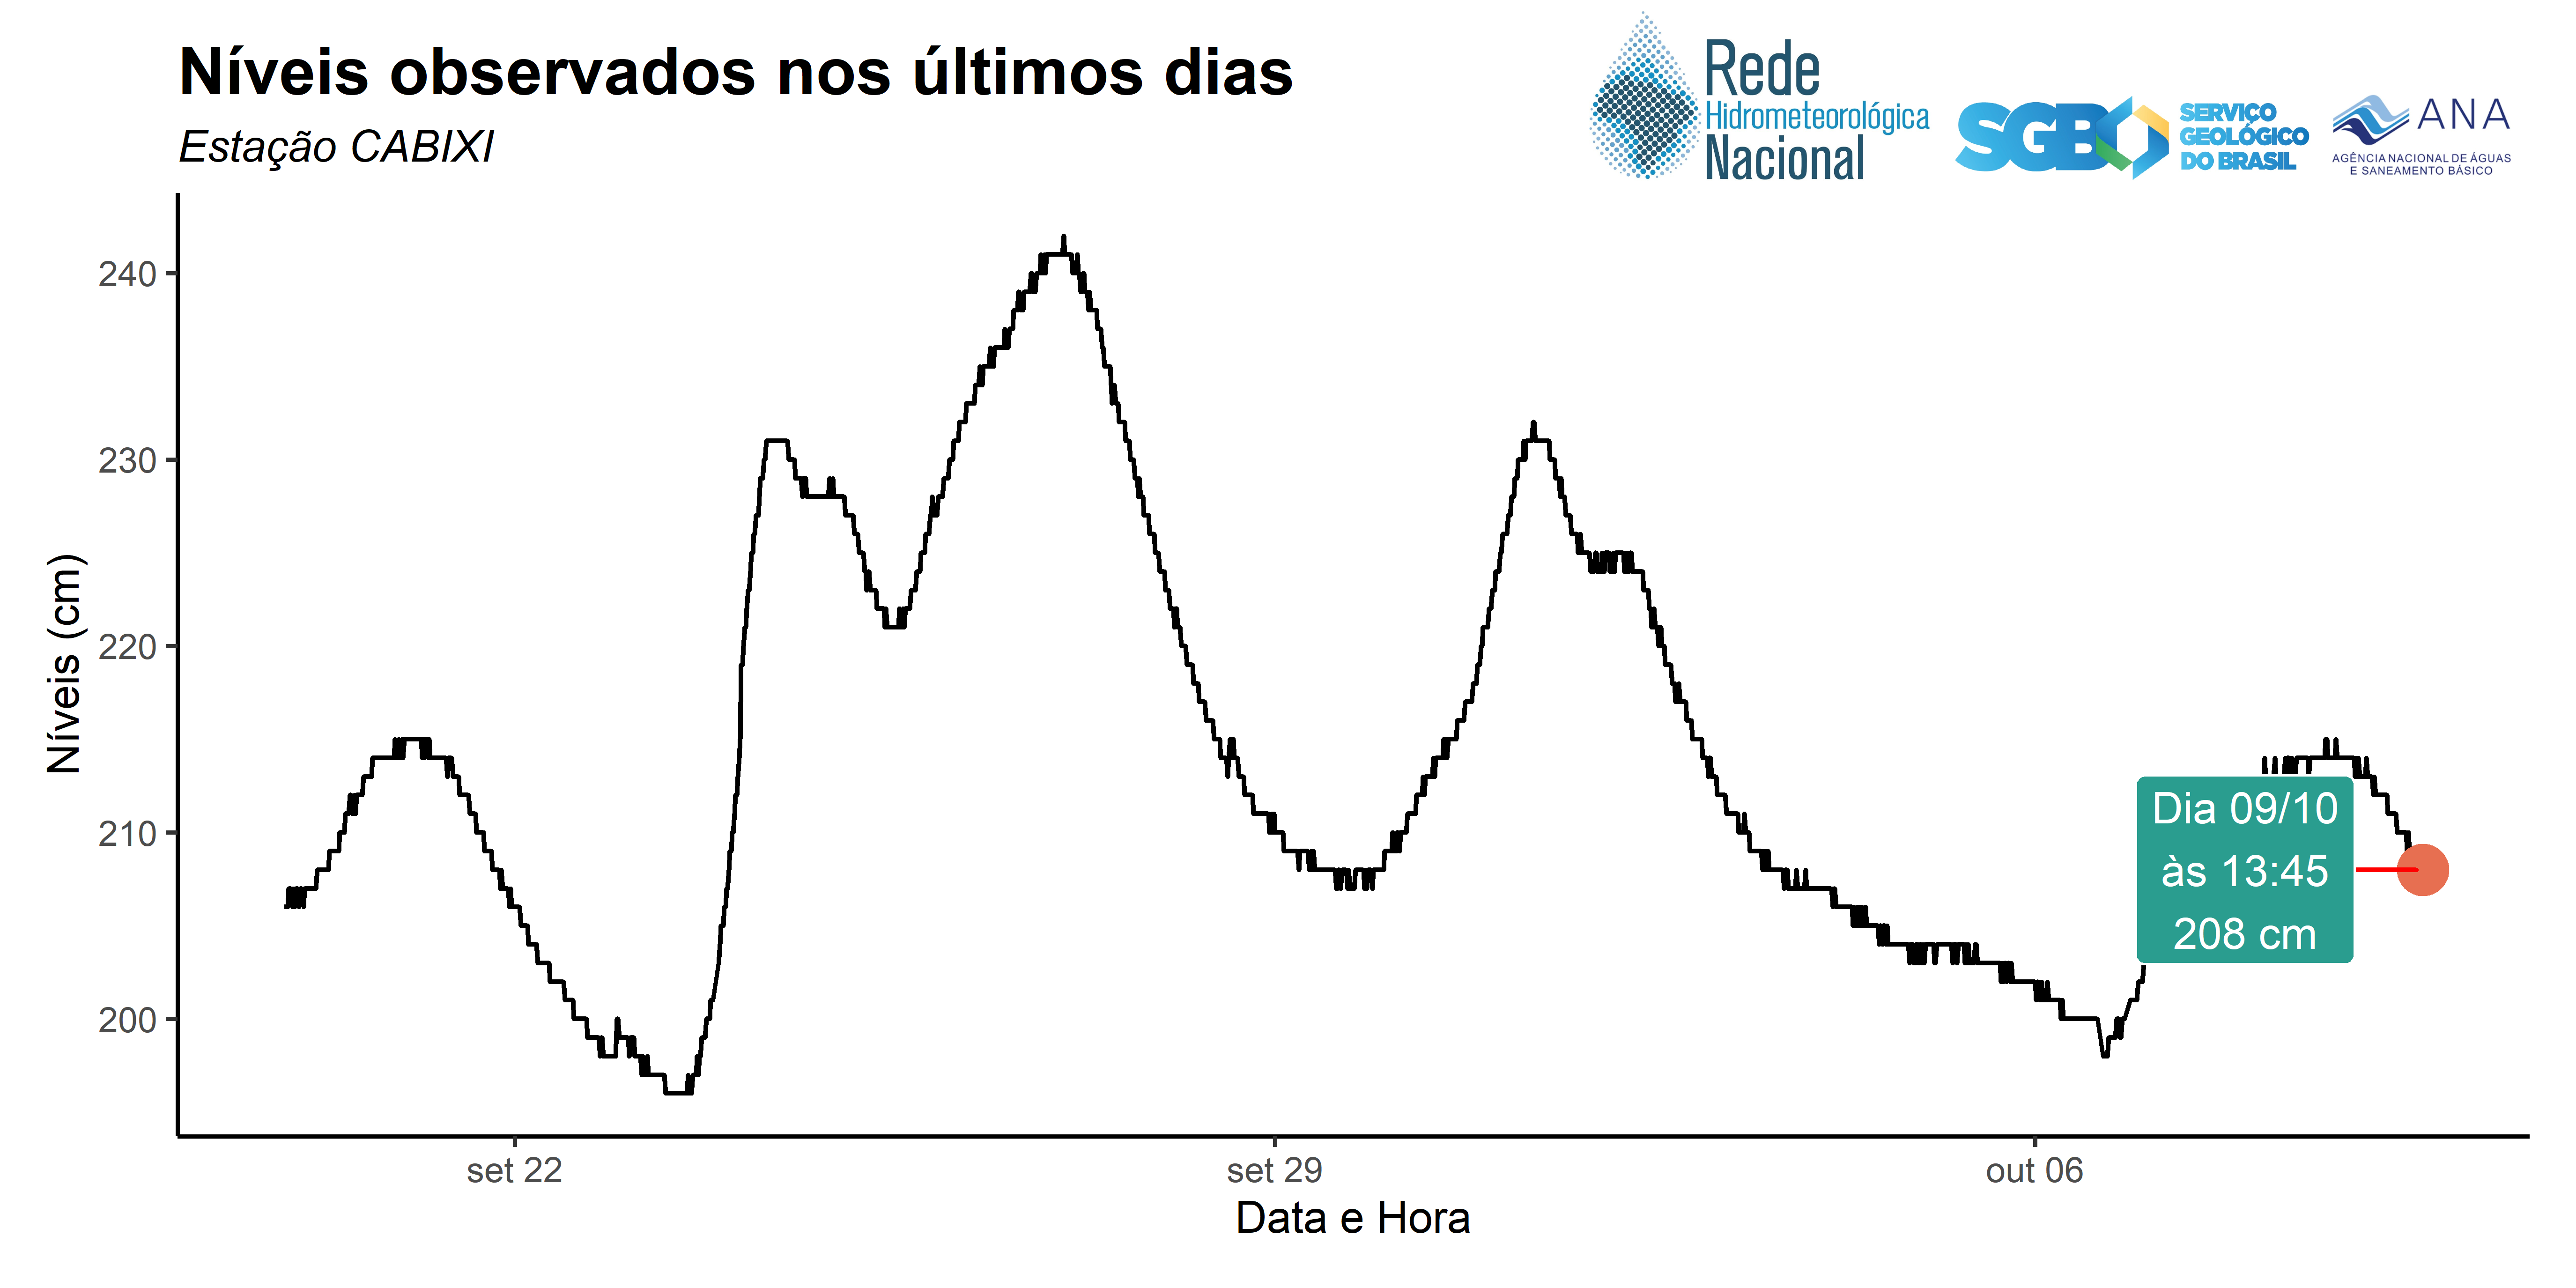 Níveis observados nos últimos dias
Estação CABIXI
Rede
Hidrometeorológica
Nacional
SGB
SERVIÇO
GEOLÓGICO
DO BRASIL
ANA
AGÊNCIA NACIONAL DE ÁGUAS
E SANEAMENTO BÁSICO
Níveis (cm)
240
230
220
210
200
Dia 09/10
às 13:45
208 cm
set 22
set 29
out 06
Data e Hora